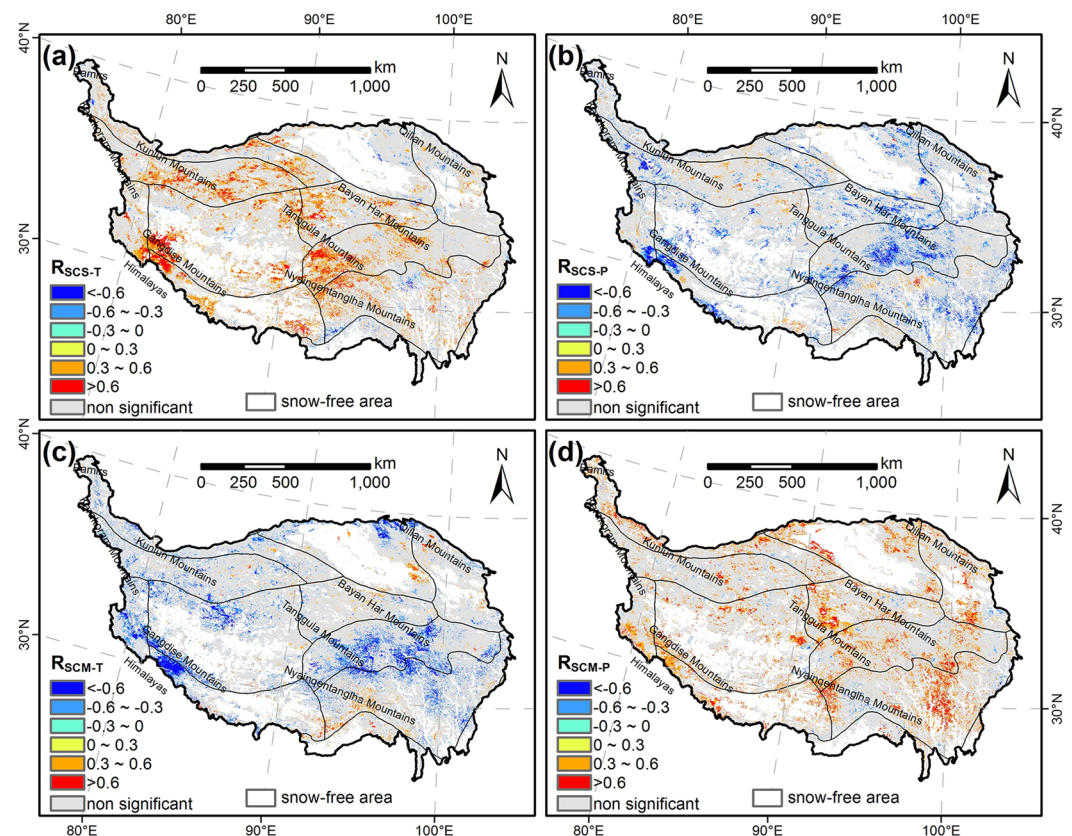 80°E 90°E 100°E
40°N
(a)
km
0 250 500 1,000
N
Pamirs
Kunlun Mountains
Qilian Mountains
Bayan Har Mountains
Tanggula Mountains
Gangdise Mountains
Nyainqentanglha Mountains
Himalayas
30°N
RSCS-T
<-0.6
-0.6 ~ -0.3
-0.3 ~ 0
0 ~ 0.3
0.3 ~ 0.6
>0.6
non significant
snow-free area
80°E 90°E 100°E
(b)
km
0 250 500 1,000
N
Pamirs
Kunlun Mountains
Qilian Mountains
Bayan Har Mountains
Tanggula Mountains
Gangdise Mountains
Nyainqentanglha Mountains
Himalayas
40°N
30°N
RSCS-P
<-0.6
-0.6 ~ -0.3
-0.3 ~ 0
0 ~ 0.3
0.3 ~ 0.6
>0.6
non significant
snow-free area
40°N
(c)
km
0 250 500 1,000
N
Pamirs
Kunlun Mountains
Qilian Mountains
Bayan Har Mountains
Tanggula Mountains
Gangdise Mountains
Nyainqentanglha Mountains
Himalayas
30°N
RSCM-T
<-0.6
-0.6 ~ -0.3
-0.3 ~ 0
0 ~ 0.3
0.3 ~ 0.6
>0.6
non significant
snow-free area
80°E 90°E 100°E
(d)
km
0 250 500 1,000
N
Pamirs
Kunlun Mountains
Qilian Mountains
Bayan Har Mountains
Tanggula Mountains
Gangdise Mountains
Nyainqentanglha Mountains
Himalayas
40°N
30°N
RSCM-P
<-0.6
-0.6 ~ -0.3
-0.3 ~ 0
0 ~ 0.3
0.3 ~ 0.6
>0.6
non significant
snow-free area
80°E 90°E 100°E